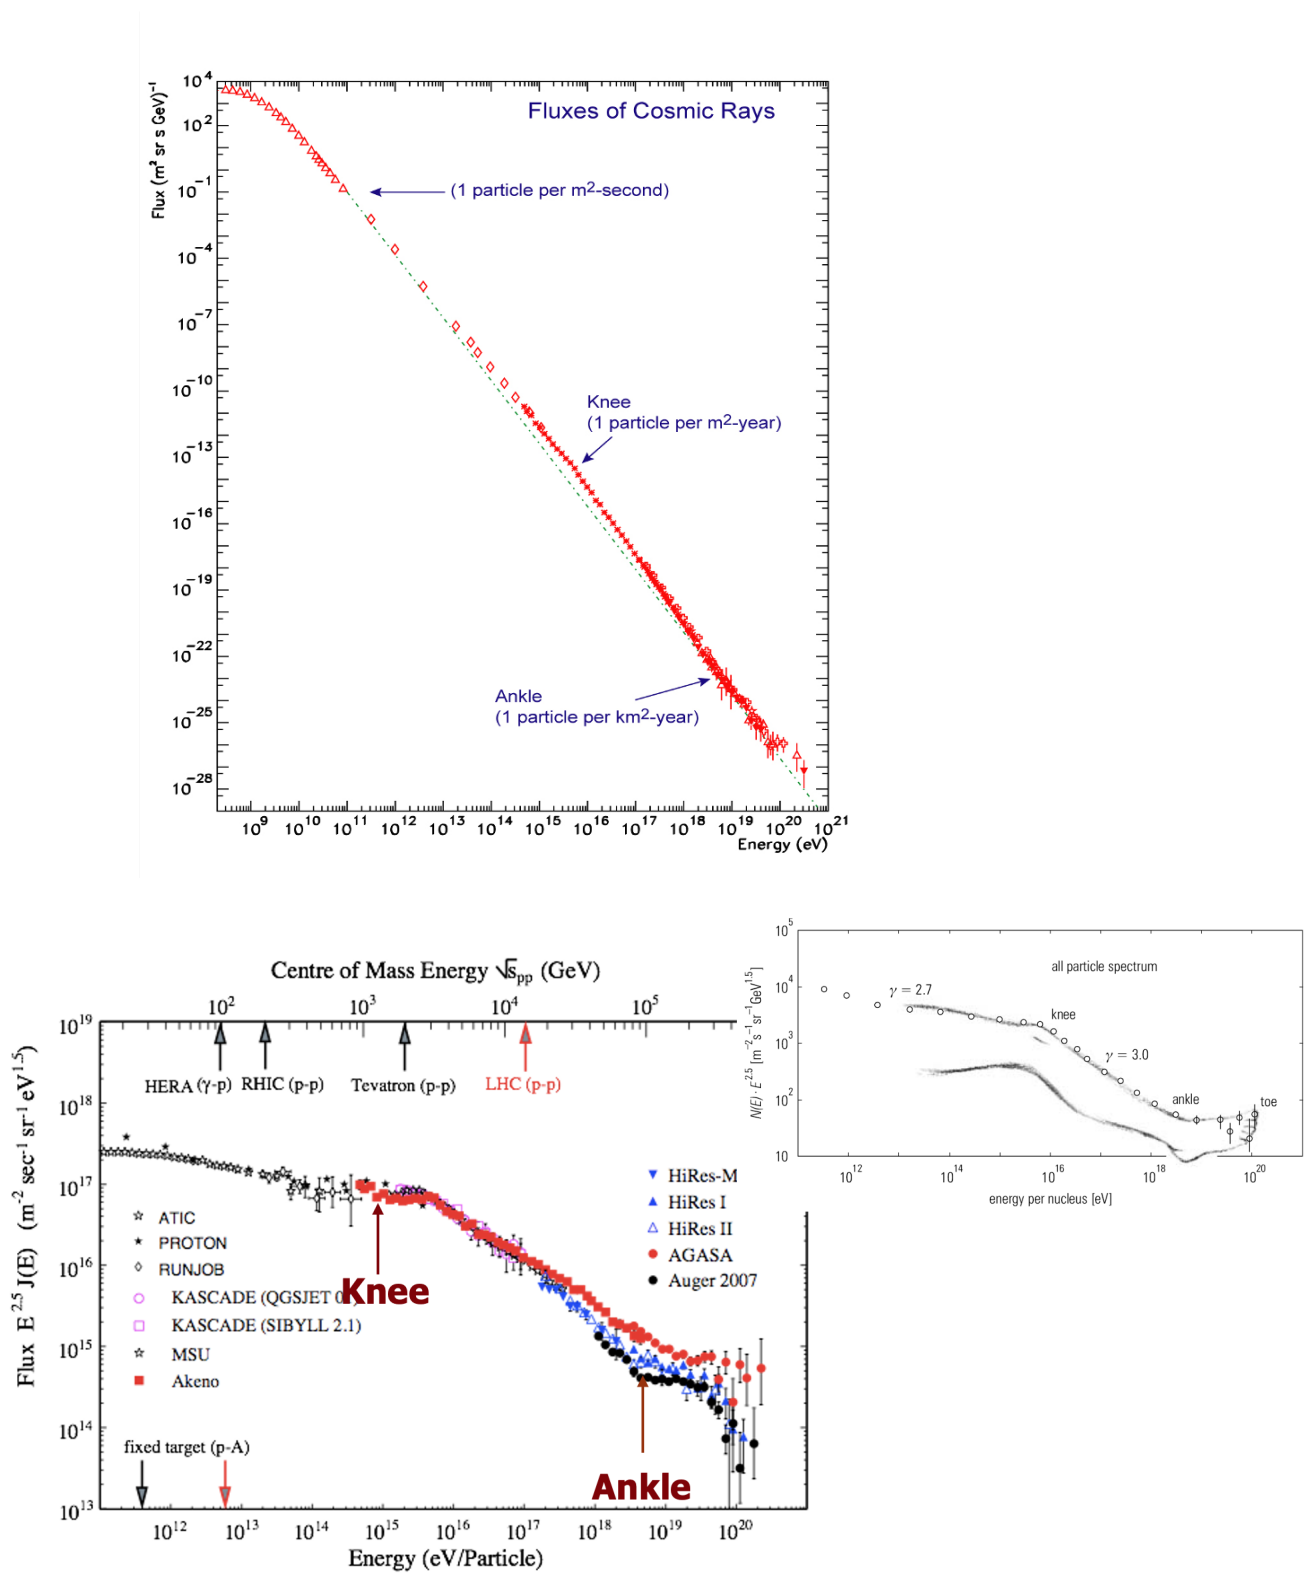 Fluxes of Cosmic Rays
Flux (m² sr s GeV)⁻¹
10⁴
10²
10⁻¹
10⁻⁴
10⁻⁷
10⁻¹⁰
10⁻¹³
10⁻¹⁶
10⁻¹⁹
10⁻²²
10⁻²⁵
10⁻²⁸
(1 particle per m²-second)
Knee
(1 particle per m²-year)
Ankle
(1 particle per km²-year)
10⁹ 10¹⁰ 10¹¹ 10¹² 10¹³ 10¹⁴ 10¹⁵ 10¹⁶ 10¹⁷ 10¹⁸ 10¹⁹ 10²⁰ 10²¹
Energy (eV)
Centre of Mass Energy √s_pp (GeV)
10² 10³ 10⁴ 10⁵
HERA (γ-p) RHIC (p-p) Tevatron (p-p) LHC (p-p)
Flux E^2.5 J(E) (m⁻² sec⁻¹ sr⁻¹ eV^1.5)
10¹⁹
10¹⁸
10¹⁷
10¹⁶
10¹⁵
10¹⁴
10¹³
ATIC
PROTON
RUNJOB
KASCADE (QGSJET 0
KASCADE (SIBYLL 2.1)
MSU
Akeno
HiRes-M
HiRes I
HiRes II
AGASA
Auger 2007
Knee
Ankle
fixed target (p-A)
10¹² 10¹³ 10¹⁴ 10¹⁵ 10¹⁶ 10¹⁷ 10¹⁸ 10¹⁹ 10²⁰
Energy (eV/Particle)
N(E) · E^2.5 [m⁻²s⁻¹sr⁻¹GeV^1.5]
10⁵
10⁴
10³
10²
10
all particle spectrum
γ = 2.7
knee
γ = 3.0
ankle
toe
10¹² 10¹⁴ 10¹⁶ 10¹⁸ 10²⁰
energy per nucleus [eV]